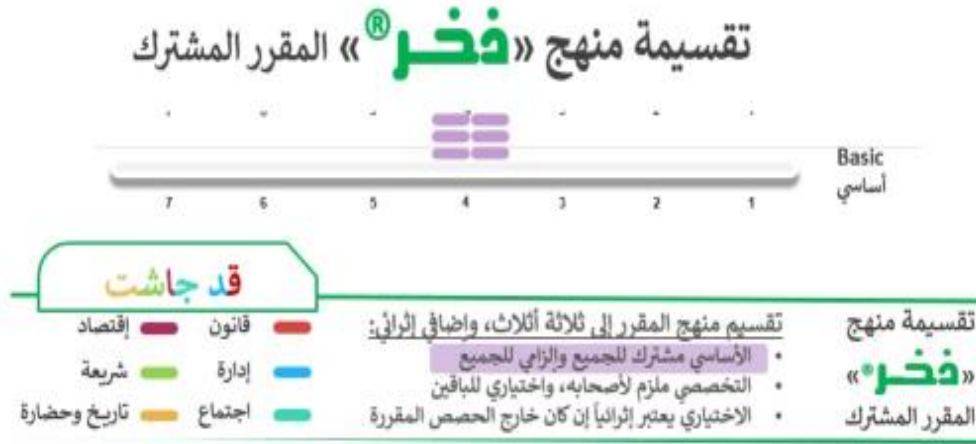 تقسيمة منهج «فخر®» المقرر المشترك
Basic
أساسي
7 6 5 4 3 2 1
قد جاشت
تقسيمة منهج
«فخر®»
المقرر المشترك
تقسيم منهج المقرر إلى ثلاثة أثلاث، وإضافي إثرائي:
• الأساسي مشترك للجميع وإلزامي للجميع
• التخصصي ملزم لأصحابه، واختياري للباقين
• الاختياري يعتبر إثرائياً إن كان خارج الحصص المقررة
قانون
إقتصاد
إدارة
شريعة
اجتماع
تاريخ وحضارة